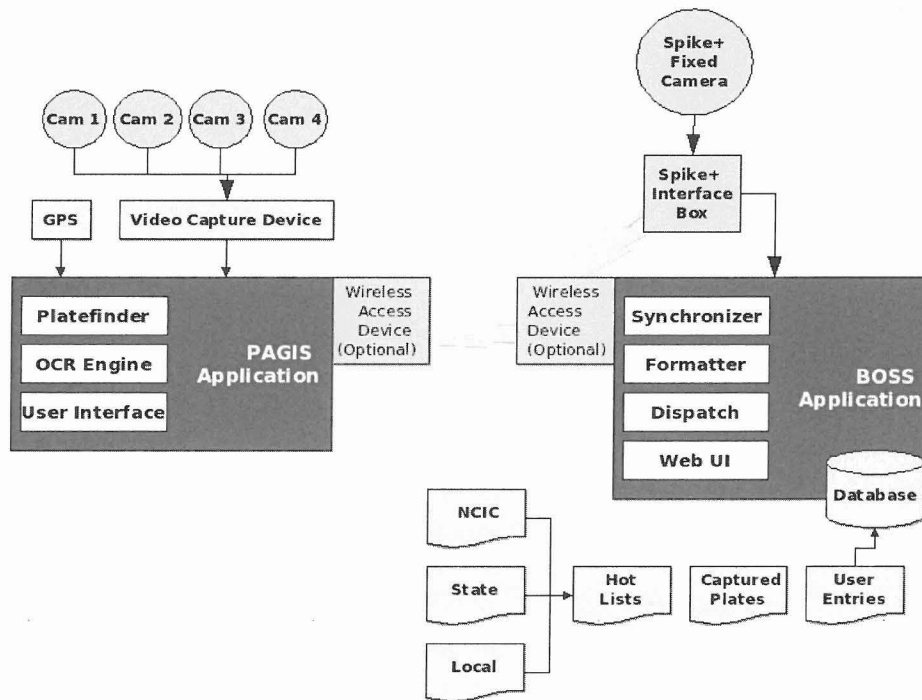 Spike+
Fixed
Camera
Cam 1
Cam 2
Cam 3
Cam 4
Spike+
Interface
Box
GPS
Video Capture Device
Platefinder
OCR Engine
User Interface
PAGIS
Application
Wireless
Access
Device
(Optional)
Wireless
Access
Device
(Optional)
Synchronizer
Formatter
Dispatch
Web UI
BOSS
Application
Database
NCIC
State
Local
Hot
Lists
Captured
Plates
User
Entries